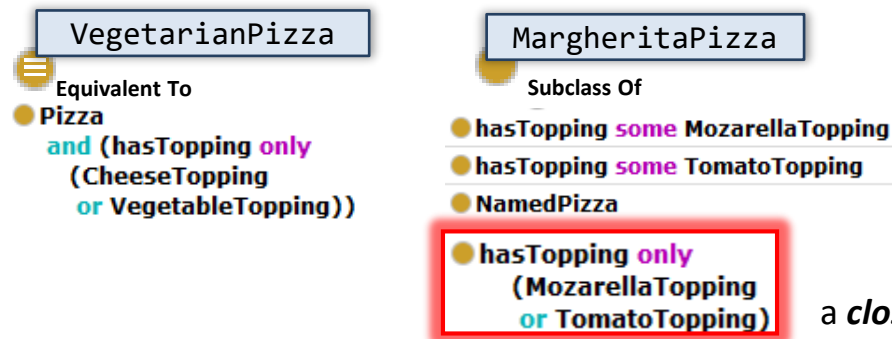 VegetarianPizza
Equivalent To
Pizza
and (hasTopping only
(CheeseTopping
or VegetableTopping))
MargheritaPizza
Subclass Of
hasTopping some MozarellaTopping
hasTopping some TomatoTopping
NamedPizza
hasTopping only
(MozarellaTopping
or TomatoTopping)
a